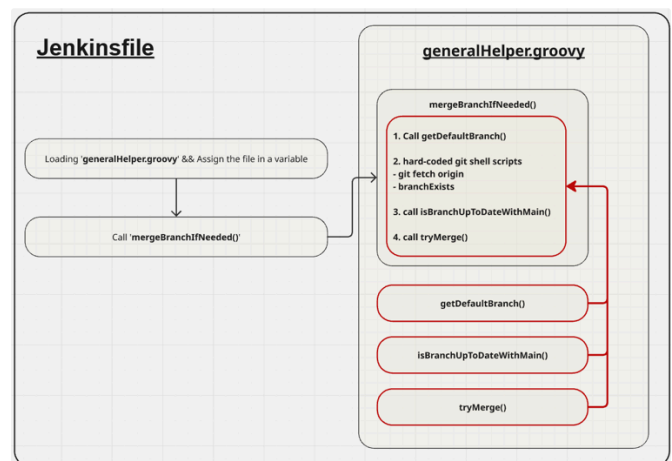 Jenkinsfile
generalHelper.groovy
mergeBranchIfNeeded()
1. Call getDefaultBranch()
2. hard-coded git shell scripts
- git fetch origin
- branchExists
3. call isBranchUpToDateWithMain()
4. call tryMerge()
Loading 'generalHelper.groovy' && Assign the file in a variable
Call 'mergeBranchIfNeeded()'
getDefaultBranch()
isBranchUpToDateWithMain()
tryMerge()